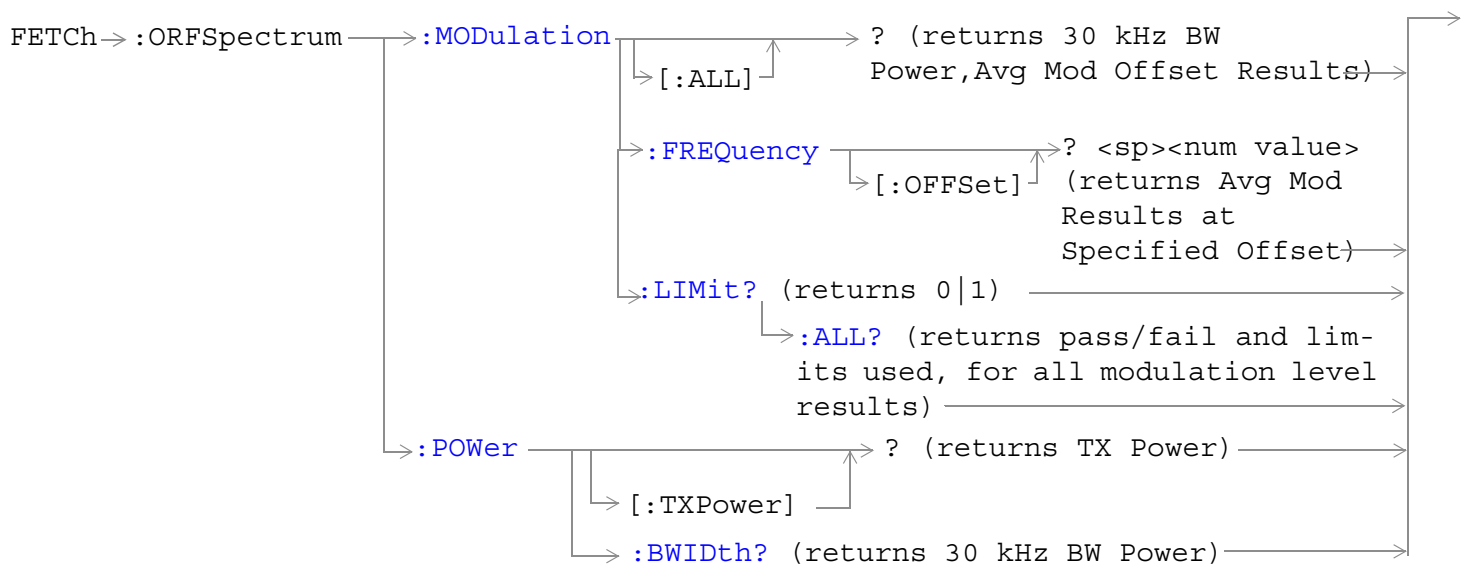 FETCh :ORFSpectrum :MODulation ? (returns 30 kHz BW
[:ALL] Power,Avg Mod Offset Results)
:FREQuency ? <sp><num value>
[:OFFSet] (returns Avg Mod
Results at
Specified Offset)
:LIMit? (returns 0|1)
:ALL? (returns pass/fail and lim-
its used, for all modulation level
results)
:POWer ? (returns TX Power)
[:TXPower]
:BWIDth? (returns 30 kHz BW Power)